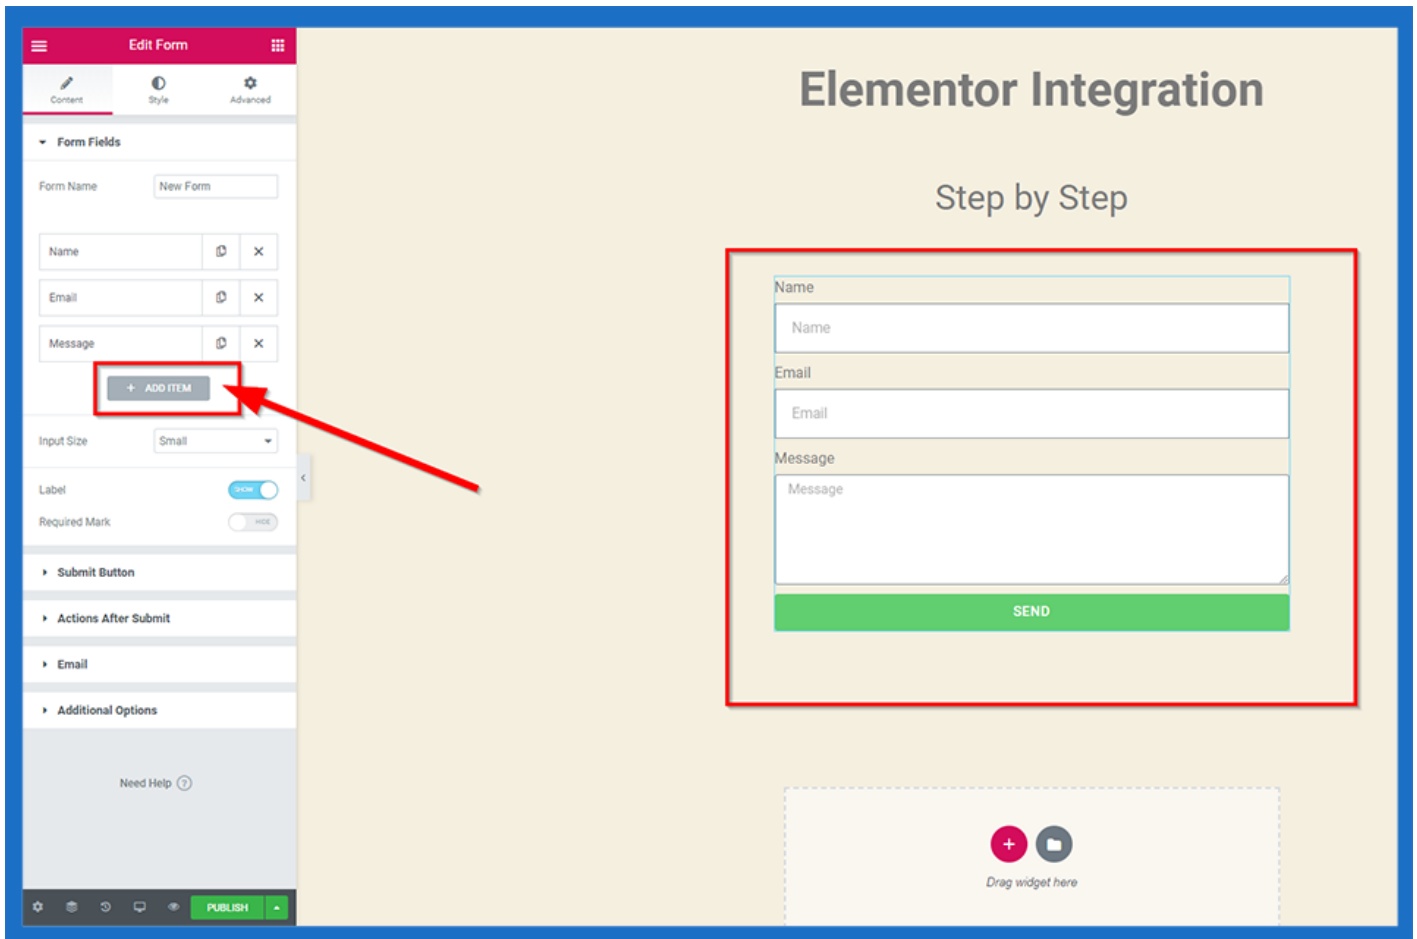 Edit Form
Content
Style
Advanced
Form Fields
Form Name
New Form
Name
Email
Message
+ ADD ITEM
Input Size
Small
Label
SHOW
Required Mark
HIDE
Submit Button
Actions After Submit
Email
Additional Options
Need Help ?
PUBLISH
Elementor Integration
Step by Step
Name
Name
Email
Email
Message
Message
SEND
Drag widget here